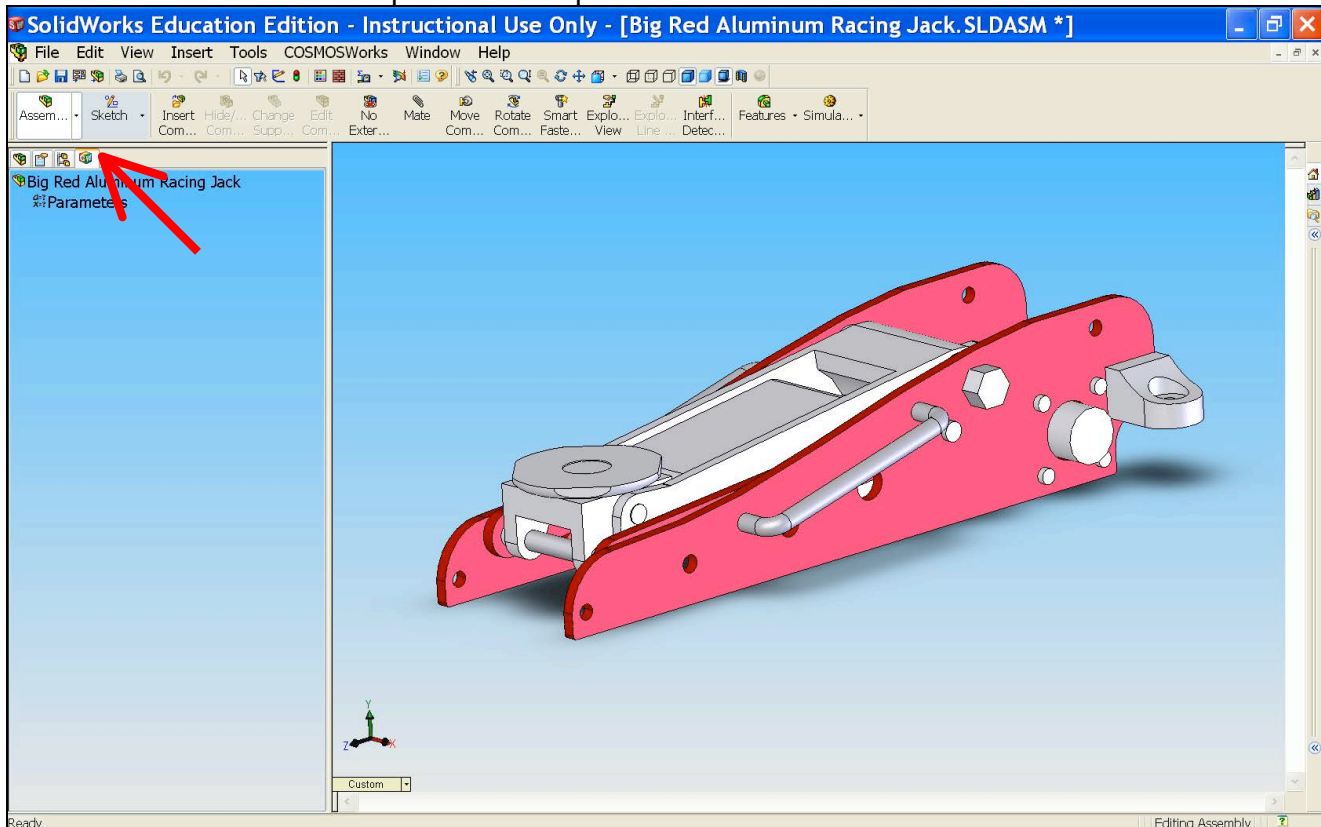 SolidWorks Education Edition - Instructional Use Only - [Big Red Aluminum Racing Jack.SLDASM *]
File Edit View Insert Tools COSMOSWorks Window Help
Assem... Sketch Insert Hide/... Change Edit No Mate Move Rotate Smart Explo... Explo... Interf... Features Simula...
Com... Com... Supp... Com... Exter... Com... Com... Faste... View Line ... Detec...
Big Red Aluminum Racing Jack
Parameters
Y
Z X
Custom
Ready Editing Assembly